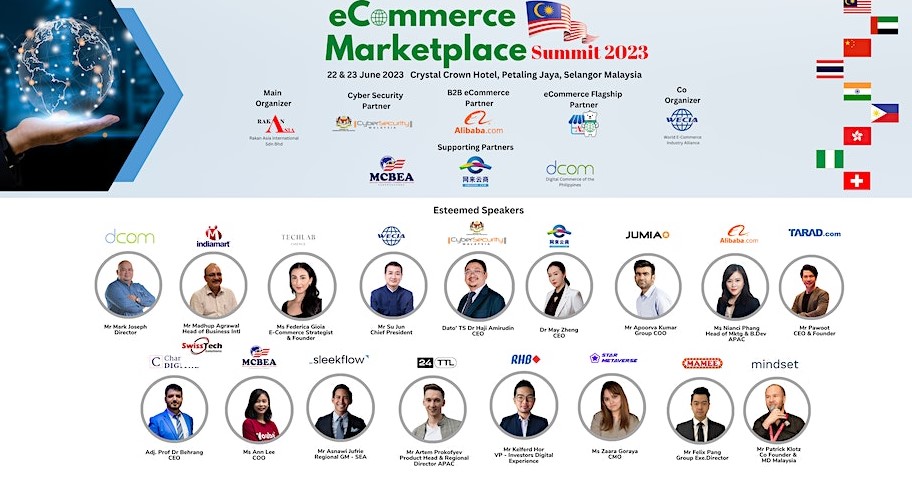 eCommerce
Marketplace Summit 2023
22 & 23 June 2023 Crystal Crown Hotel, Petaling Jaya, Selangor Malaysia
Main
Organizer
Cyber Security
Partner
B2B eCommerce
Partner
eCommerce Flagship
Partner
Co
Organizer
RAKAN
ASIA
Rakan Asia International
Sdn Bhd
CyberSecurity
MALAYSIA
Alibaba.com
WECIA
World E-Commerce
Industry Alliance
Supporting Partners
MCBEA
网来云商
dcom
Digital Commerce of the
Philippines
Esteemed Speakers
dcom
indiamart
TECHLAB
WECIA
CyberSecurity
网来云商
JUMIA
Alibaba.com
TARAD.com
Mr Mark Joseph
Director
Mr Madhup Agrawal
Head of Business Intl
Ms Federica Gioia
E-Commerce Strategist
& Founder
Mr Su Jun
Chief President
Dato' TS Dr Haji Amirudin
CEO
Dr May Zheng
CEO
Mr Apoorva Kumar
Group COO
Ms Nianci Phang
Head of Mktg & B.Dev
APAC
Mr Pawoot
CEO & Founder
SwissTech
C Char
DIGITAL
MCBEA
sleekflow
24 TTL
RHB
STAR
METAVERSE
MAMEE
mindset
Youbei
Adj. Prof Dr Behrang
CEO
Ms Ann Lee
COO
Mr Asnawi Jufrie
Regional GM - SEA
Mr Artem Prokofyev
Product Head & Regional
Director APAC
Mr Kelferd Hor
VP - Investors Digital
Experience
Ms Zaara Goraya
CMO
Mr Felix Pang
Group Exe.Director
Mr Patrick Klotz
Co Founder &
MD Malaysia